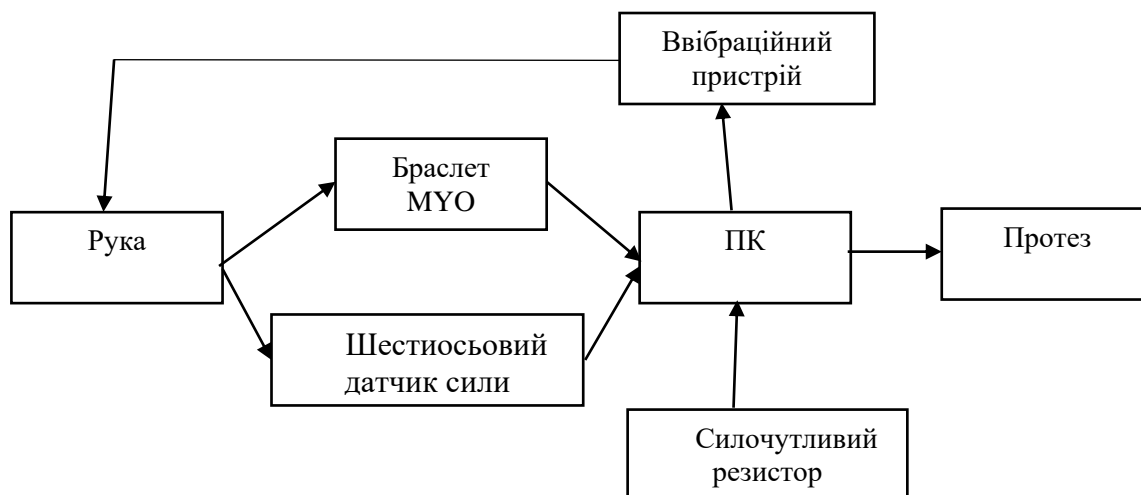 Ввібраційний
пристрій
Браслет
MYO
Рука
ПК
Протез
Шестиосьовий
датчик сили
Силочутливий
резистор